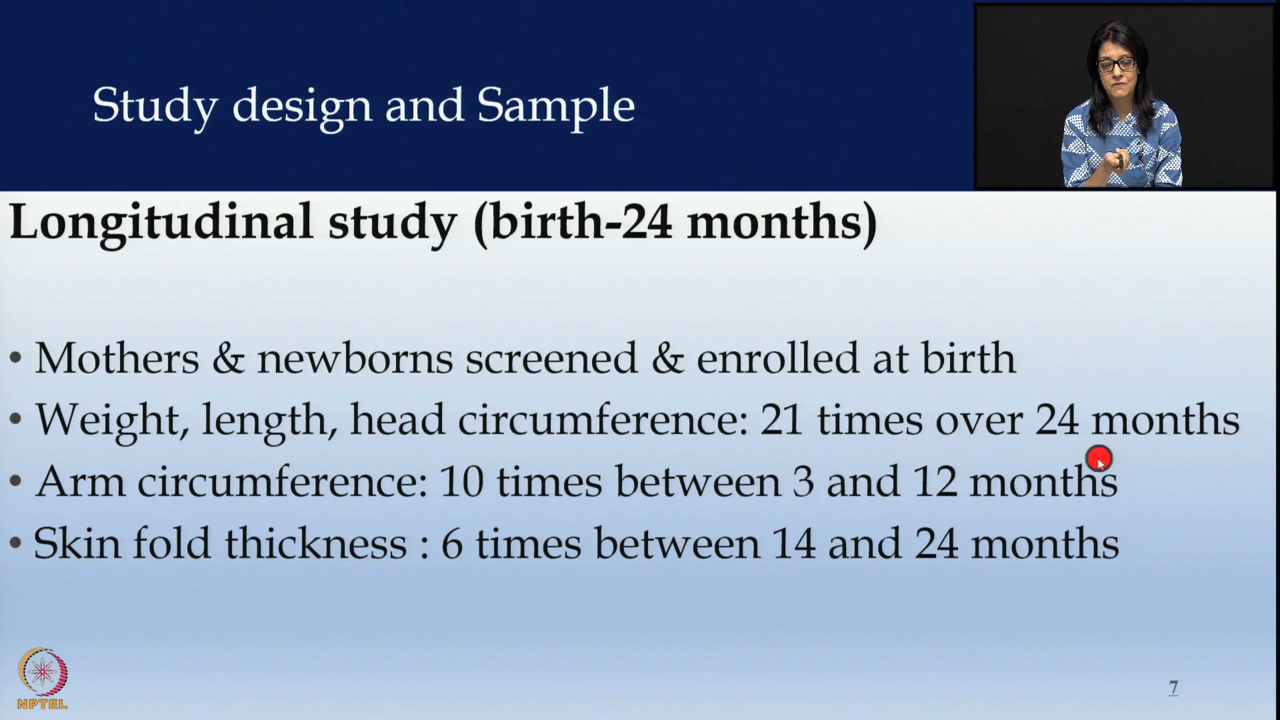 Study design and Sample
Longitudinal study (birth-24 months)
• Mothers & newborns screened & enrolled at birth
• Weight, length, head circumference: 21 times over 24 months
• Arm circumference: 10 times between 3 and 12 months
• Skin fold thickness : 6 times between 14 and 24 months
NPTEL
7